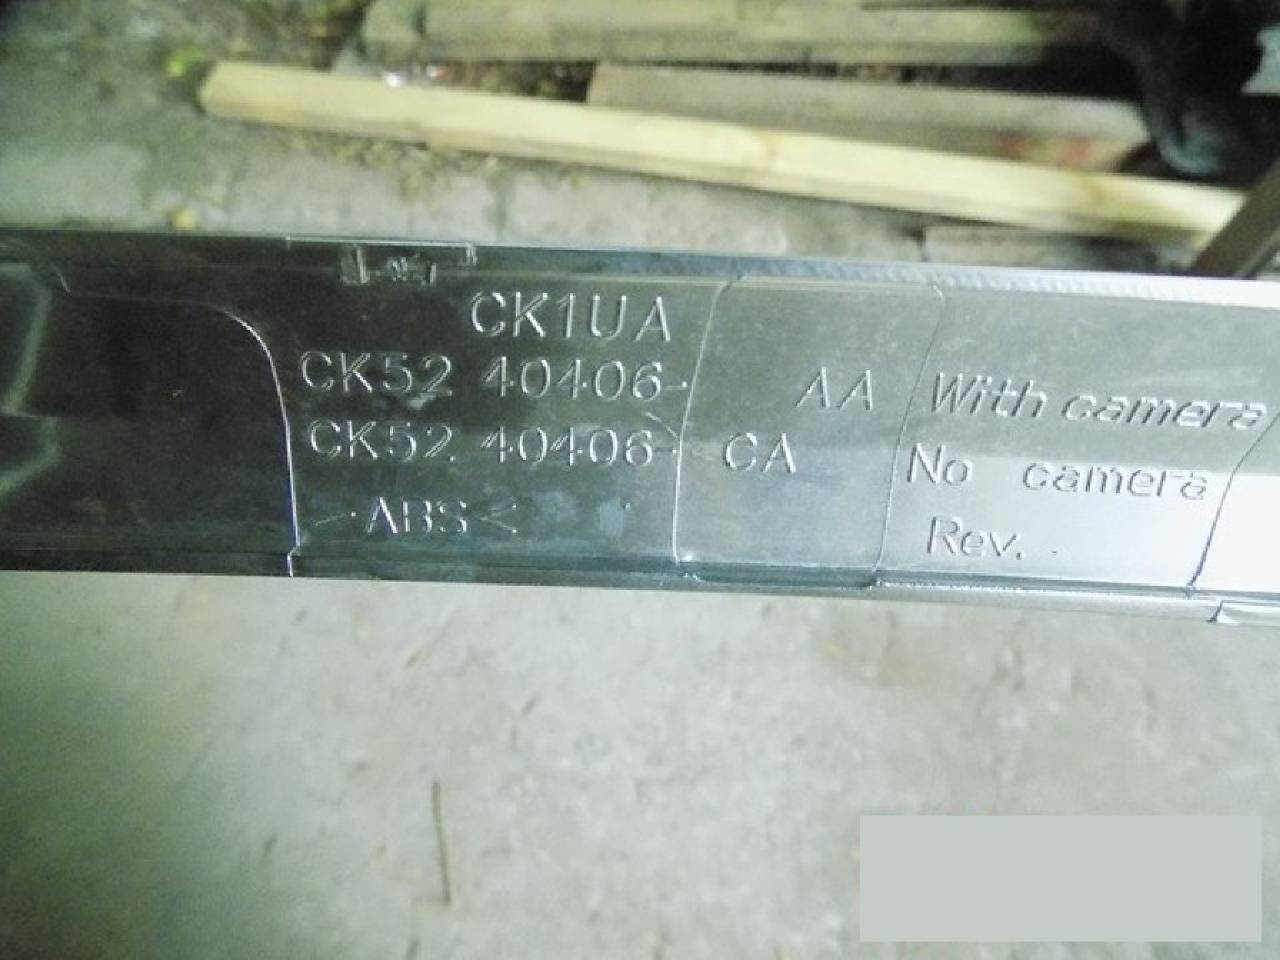 CK1UA
CK52 40406- AA With camera
CK52 40406- CA No camera
>ABS< Rev.